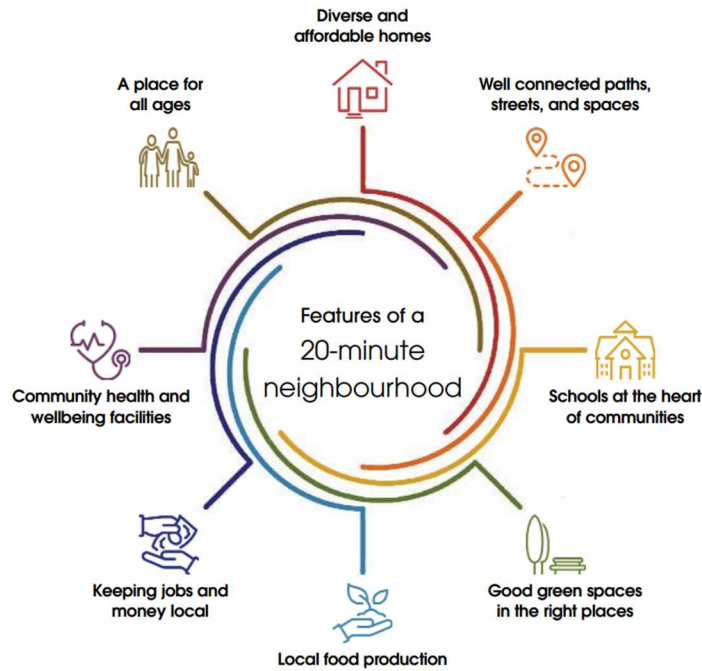 Diverse and
affordable homes
A place for
all ages
Well connected paths,
streets, and spaces
Features of a
20-minute
neighbourhood
Community health and
wellbeing facilities
Schools at the heart
of communities
Keeping jobs and
money local
Good green spaces
in the right places
Local food production